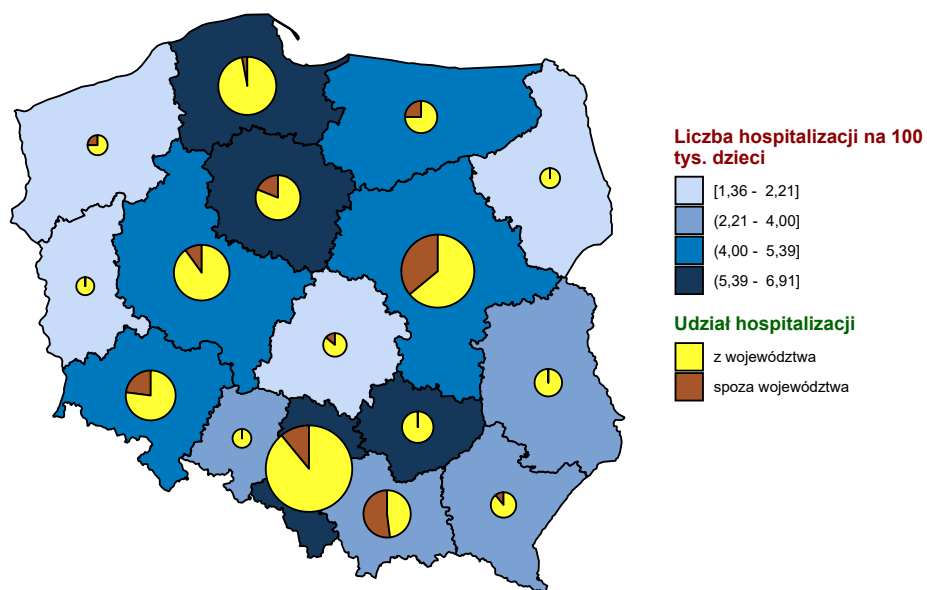 Liczba hospitalizacji na 100
tys. dzieci
[1,36 - 2,21]
(2,21 - 4,00]
(4,00 - 5,39]
(5,39 - 6,91]
Udział hospitalizacji
z województwa
spoza województwa